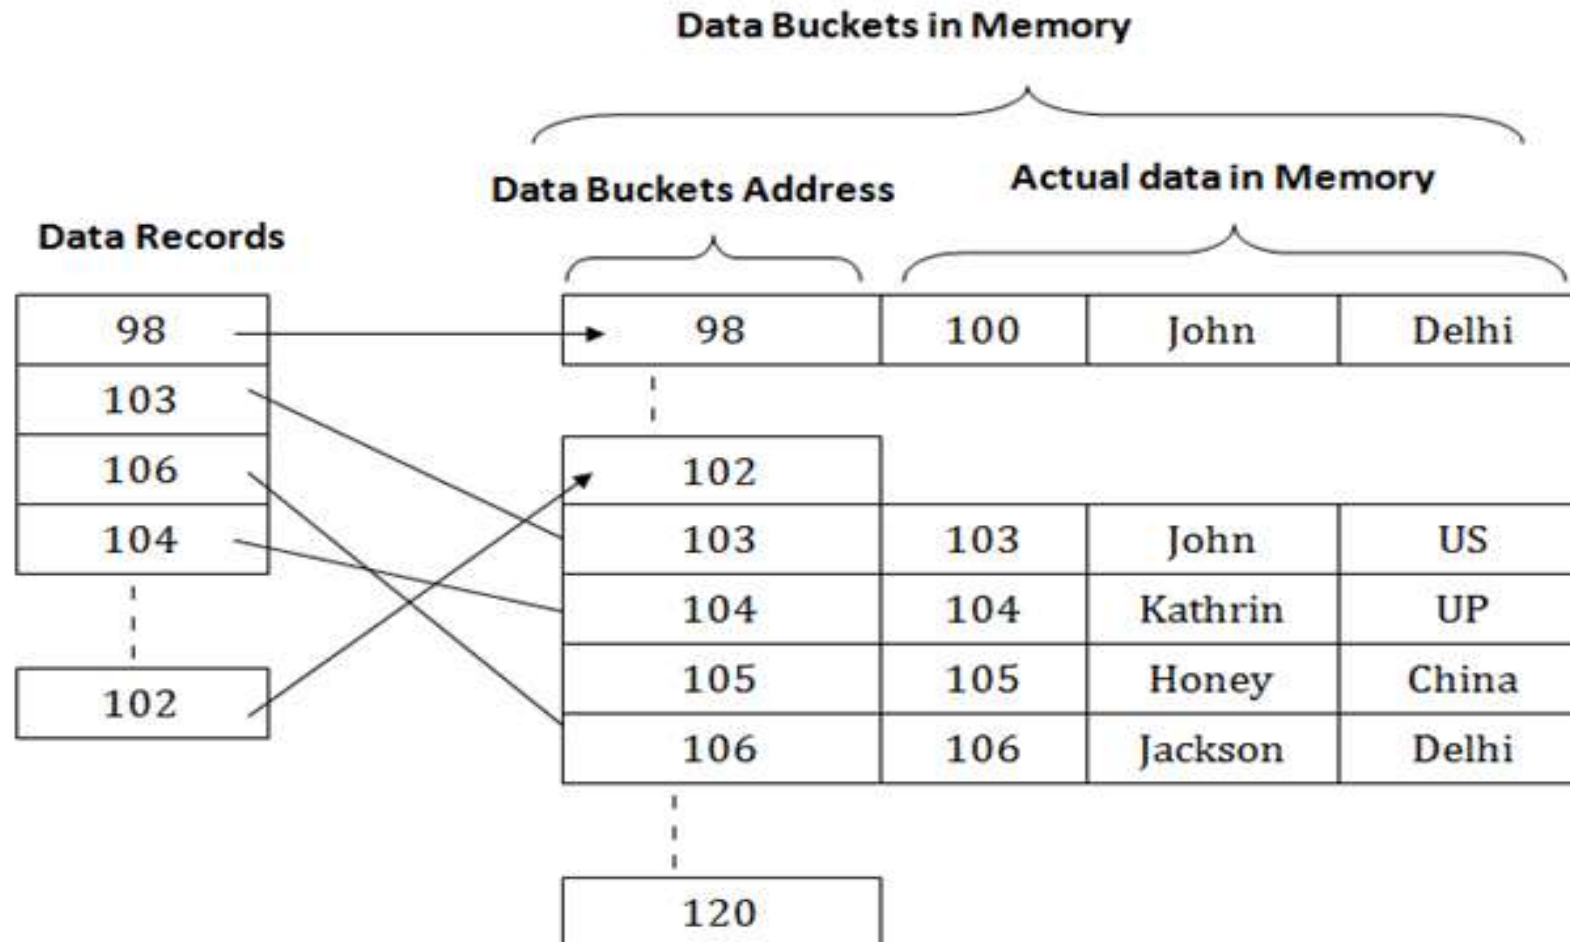 Data Buckets in Memory
Data Buckets Address
Actual data in Memory
Data Records
98
103
106
104
102
98 100 John Delhi
102
103 103 John US
104 104 Kathrin UP
105 105 Honey China
106 106 Jackson Delhi
120